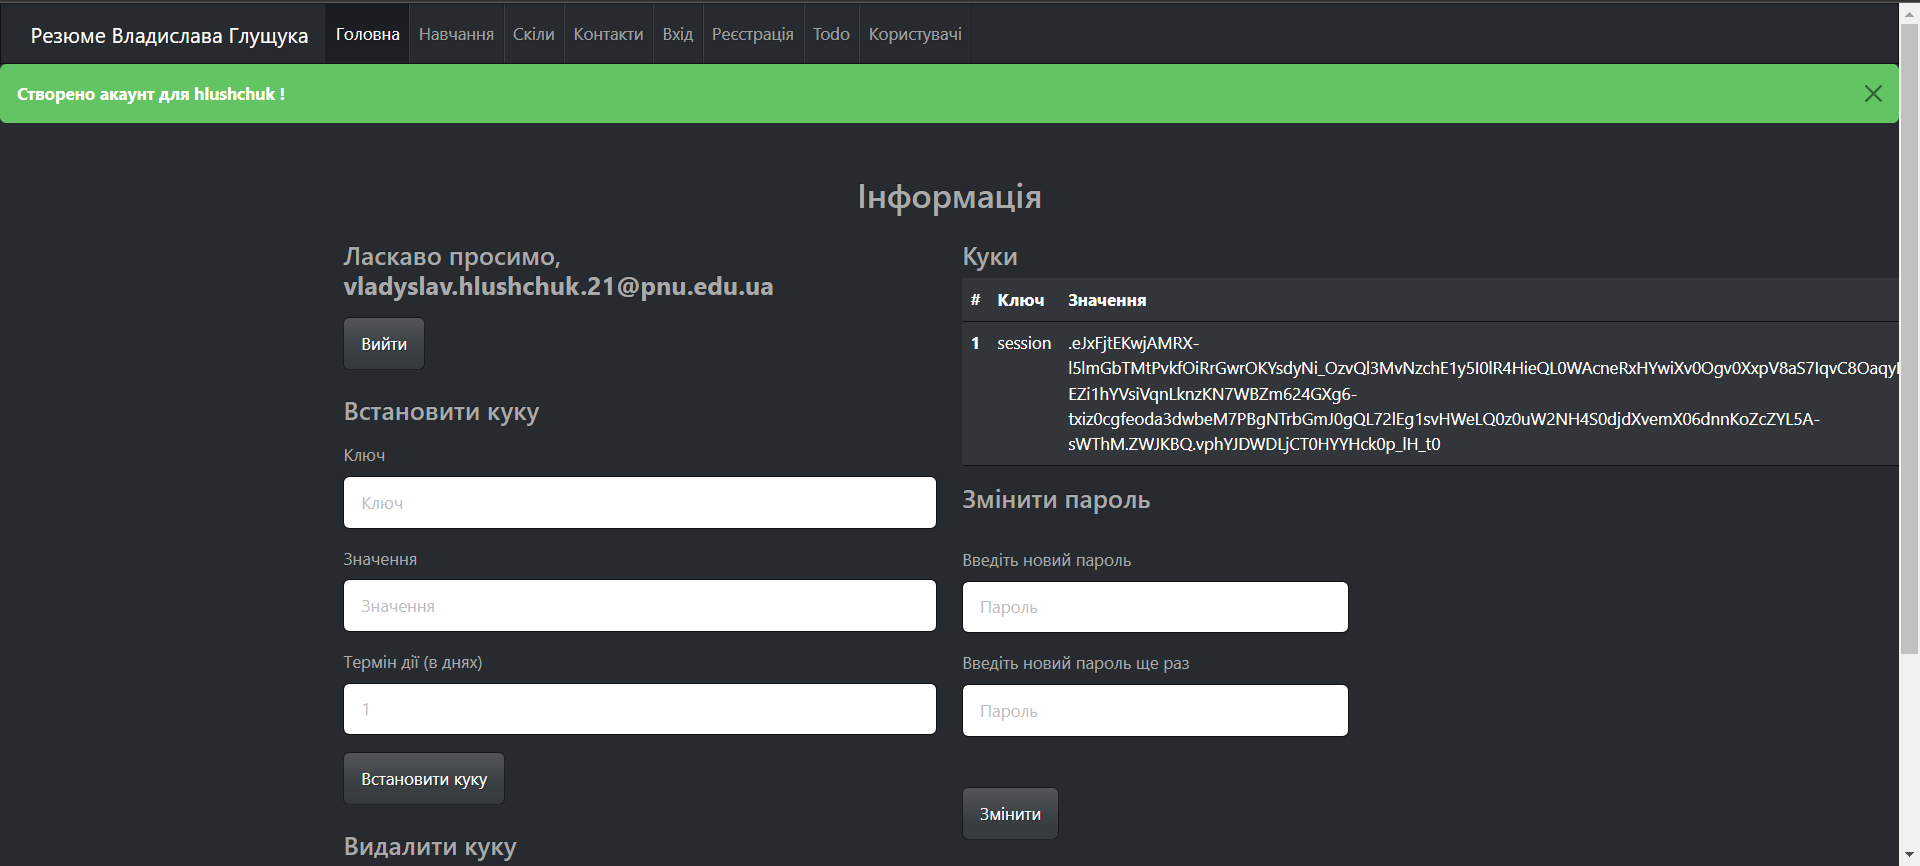 Резюме Владислава Глущука Головна Навчання Скіли Контакти Вхід Реєстрація Todo Користувачі
Створено акаунт для hlushchuk !
Інформація
Ласкаво просимо,
vladyslav.hlushchuk.21@pnu.edu.ua
Вийти
Встановити куку
Ключ
Ключ
Значення
Значення
Термін дії (в днях)
1
Встановити куку
Видалити куку
Куки
# Ключ Значення
1 session .eJxFjtEKwjAMRX-
EZi1hYVsiVqnLknzKN7WBZm624GXg6-
txiz0cgfeoda3dwbeM7PBgNTrbGmJ0gQL72lEg1svHWeLQ0z0uW2NH4S0djdXvemX06dnnKoZcZYL5A-
sWThM.ZWJKBQ.vphYJDWDLjCT0HYYHck0p_lH_t0
Змінити пароль
Введіть новий пароль
Пароль
Введіть новий пароль ще раз
Пароль
Змінити